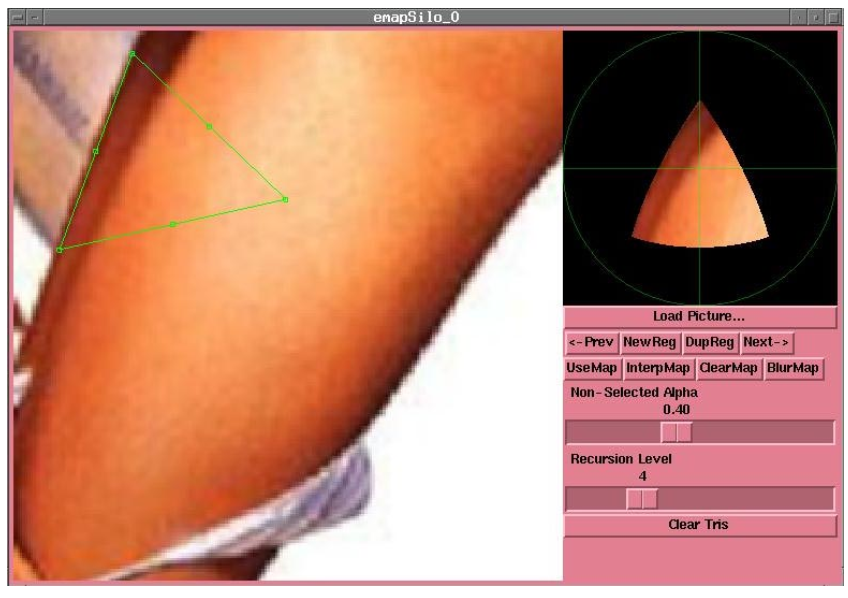 emapSilo_0
Load Picture...
<-Prev NewReg DupReg Next->
UseMap InterpMap ClearMap BlurMap
Non-Selected Alpha
0.40
Recursion Level
4
Clear Tris